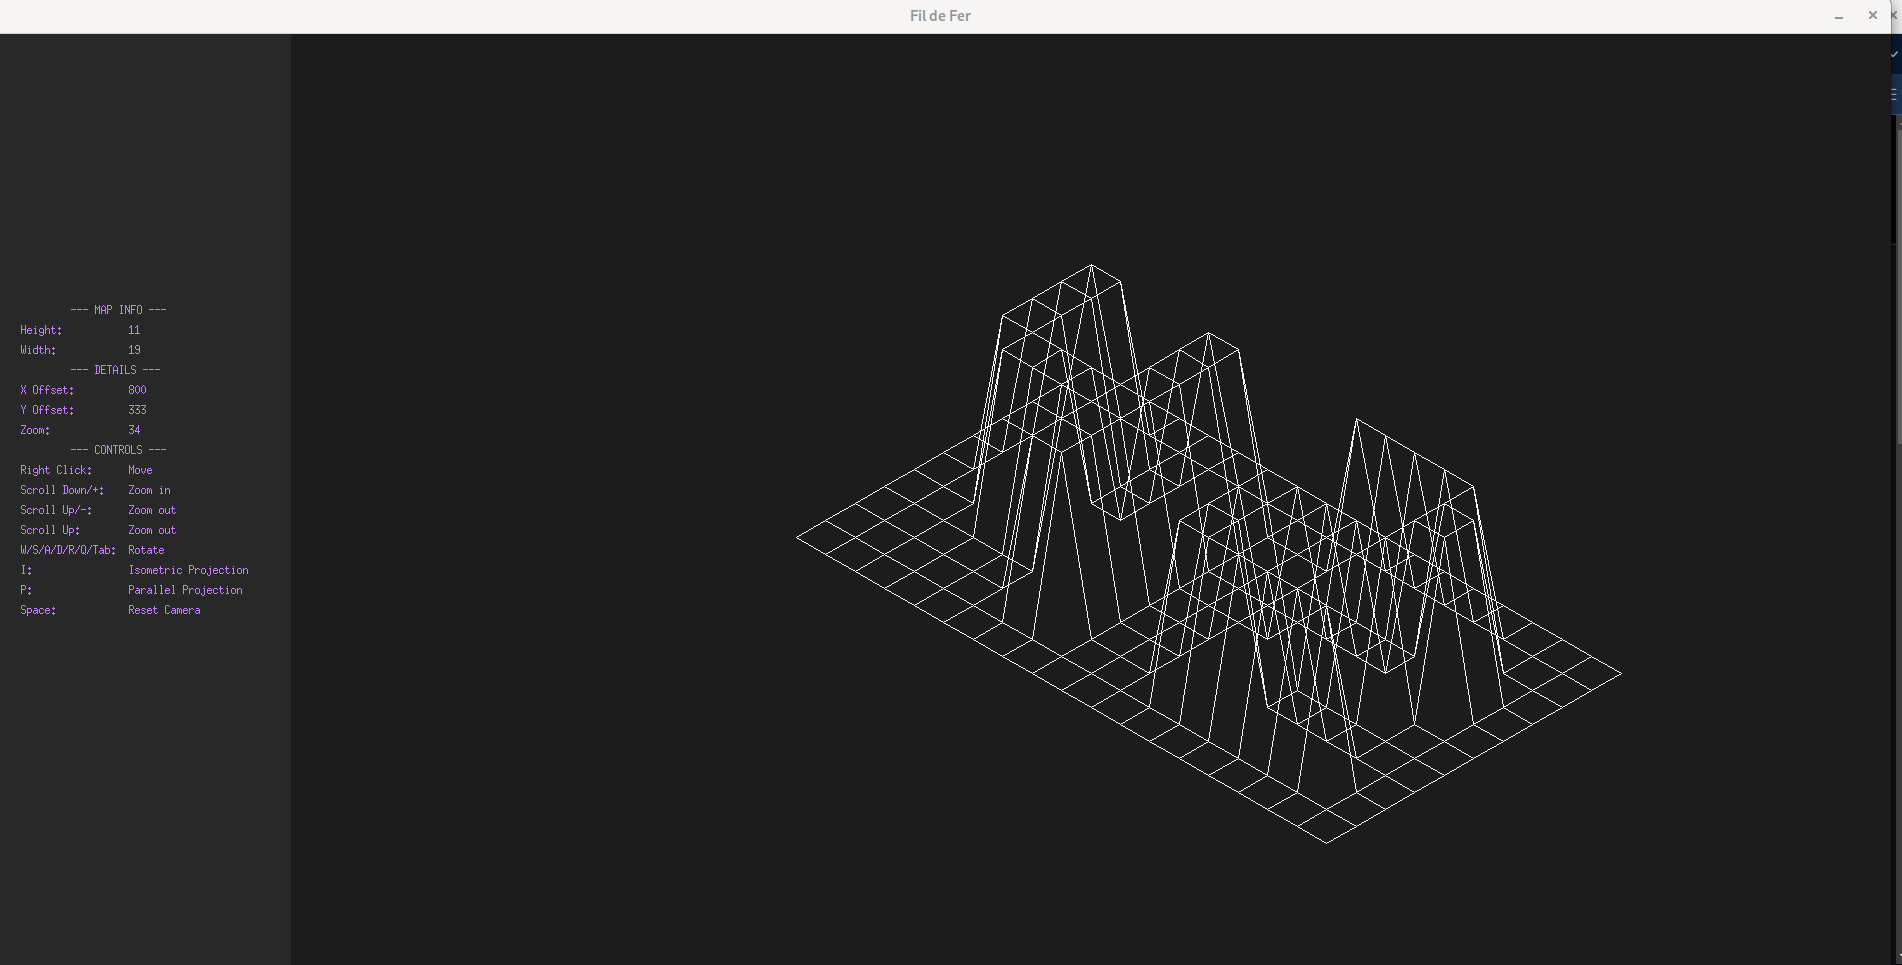 Fil de Fer
--- MAP INFO ---
Height: 11
Width: 19
--- DETAILS ---
X Offset: 800
Y Offset: 333
Zoom: 34
--- CONTROLS ---
Right Click: Move
Scroll Down/+: Zoom in
Scroll Up/-: Zoom out
Scroll Up: Zoom out
W/S/A/D/R/Q/Tab: Rotate
I: Isometric Projection
P: Parallel Projection
Space: Reset Camera